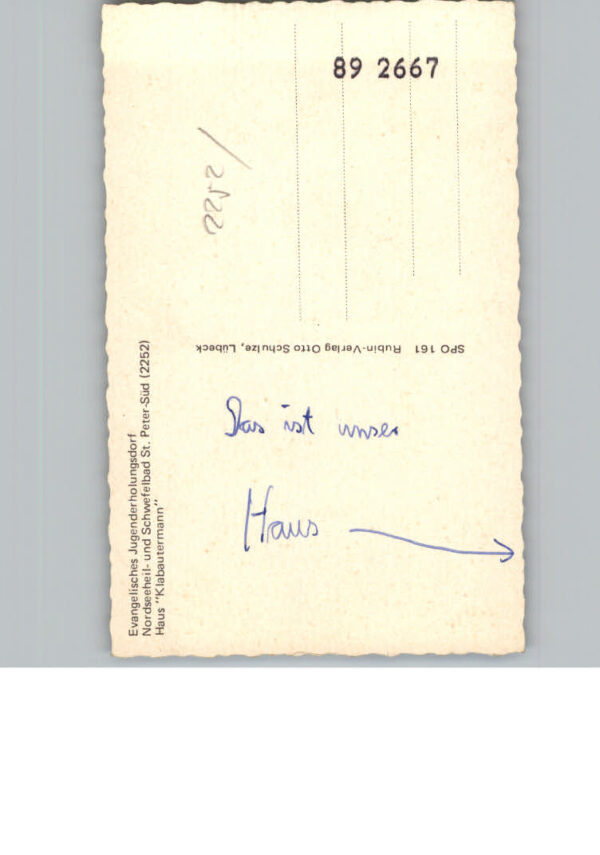 89 2667
2522
SPO 161 Rubin-Verlag Otto Schulze, Lübeck
Das ist unser
Haus
Evangelisches Jugenderholungsdorf
Nordseeheil- und Schwefelbad St. Peter-Süd (2252)
Haus "Klabautermann"